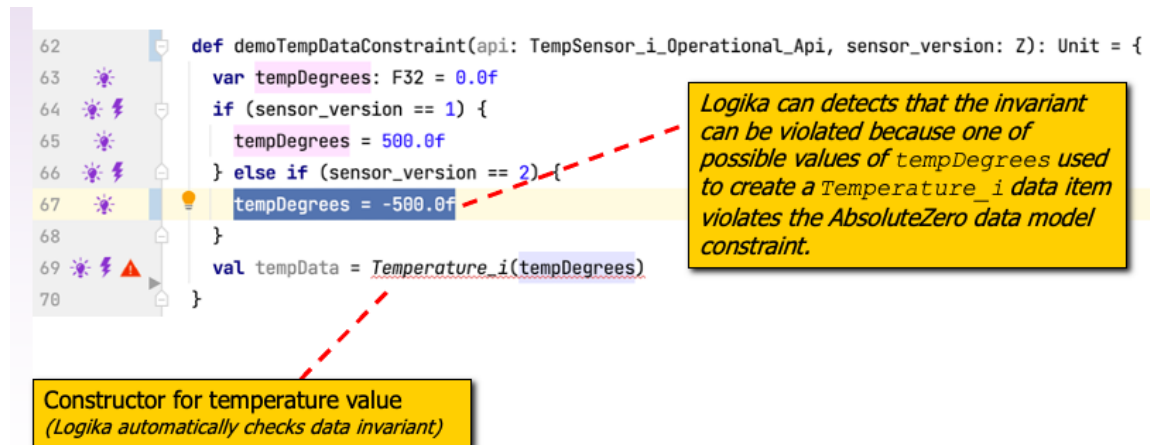 62 def demoTempDataConstraint(api: TempSensor_i_Operational_Api, sensor_version: Z): Unit = {
63 var tempDegrees: F32 = 0.0f
64 if (sensor_version == 1) {
65 tempDegrees = 500.0f
66 } else if (sensor_version == 2) {
67 tempDegrees = -500.0f
68 }
69 val tempData = Temperature_i(tempDegrees)
70 }
Logika can detects that the invariant
can be violated because one of
possible values of tempDegrees used
to create a Temperature_i data item
violates the AbsoluteZero data model
constraint.
Constructor for temperature value
(Logika automatically checks data invariant)